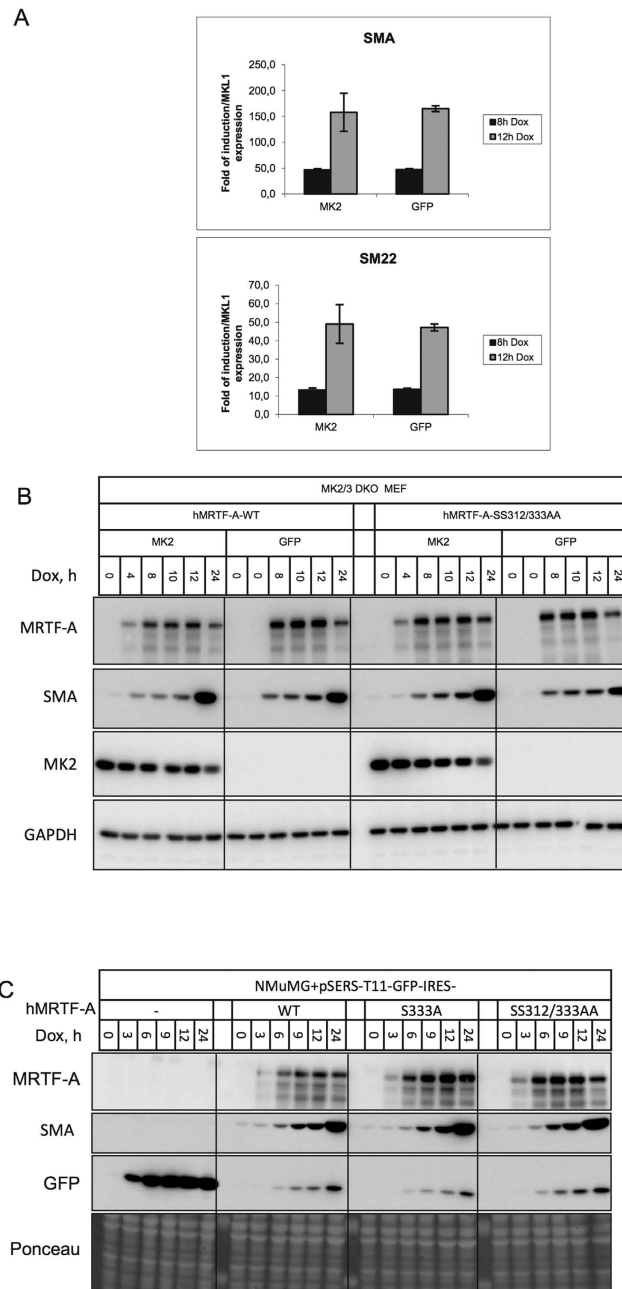 A
SMA
Fold of induction/MKL1
expression
250,0
200,0
150,0
100,0
50,0
0,0
MK2 GFP
8h Dox
12h Dox
SM22
Fold of induction/MKL1
expression
70,0
60,0
50,0
40,0
30,0
20,0
10,0
0,0
MK2 GFP
8h Dox
12h Dox
B
MK2/3 DKO MEF
hMRTF-A-WT hMRTF-A-SS312/333AA
MK2 GFP MK2 GFP
Dox, h 0 4 8 10 12 24 0 0 8 10 12 24 0 4 8 10 12 24 0 0 8 10 12 24
MRTF-A
SMA
MK2
GAPDH
C
NMuMG+pSERS-T11-GFP-IRES-
hMRTF-A - WT S333A SS312/333AA
Dox, h 0 3 6 9 12 24 0 3 6 9 12 24 0 3 6 9 12 24 0 3 6 9 12 24
MRTF-A
SMA
GFP
Ponceau